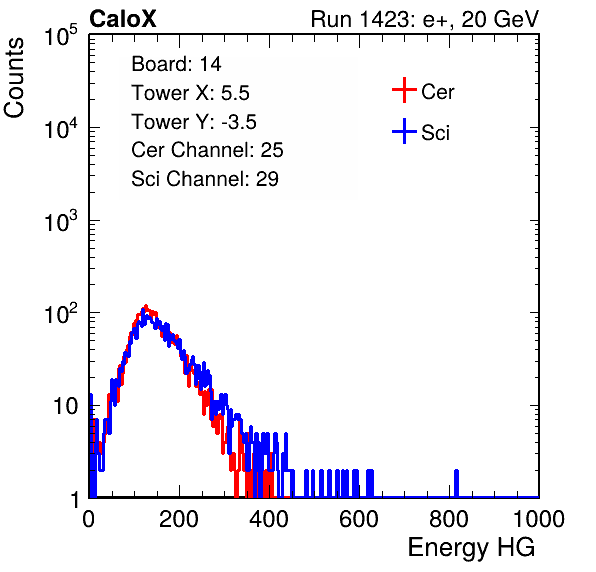 CaloX Run 1423: e+, 20 GeV
Counts
Board: 14
Tower X: 5.5
Tower Y: -3.5
Cer Channel: 25
Sci Channel: 29
Cer
Sci
10^5
10^4
10^3
10^2
10
1
0 200 400 600 800 1000
Energy HG